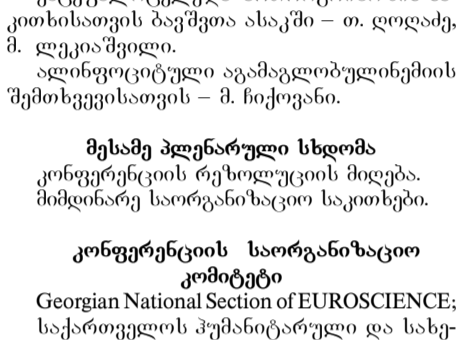 კითხისათვის ბავშვთა ასაკში – თ. ღოღაძე,
მ. ლეკიაშვილი.
ალინფოციტული აგამაგლობულინემიის
შემთხვევისათვის – მ. ჩიქოვანი.
მესამე პლენარული სხდომა
კონფერენციის რეზოლუციის მიღება.
მიმდინარე საორგანიზაციო საკითხები.
კონფერენციის საორგანიზაციო
კომიტეტი
Georgian National Section of EUROSCIENCE;
საქართველოს ჰუმანიტარული და სახე-